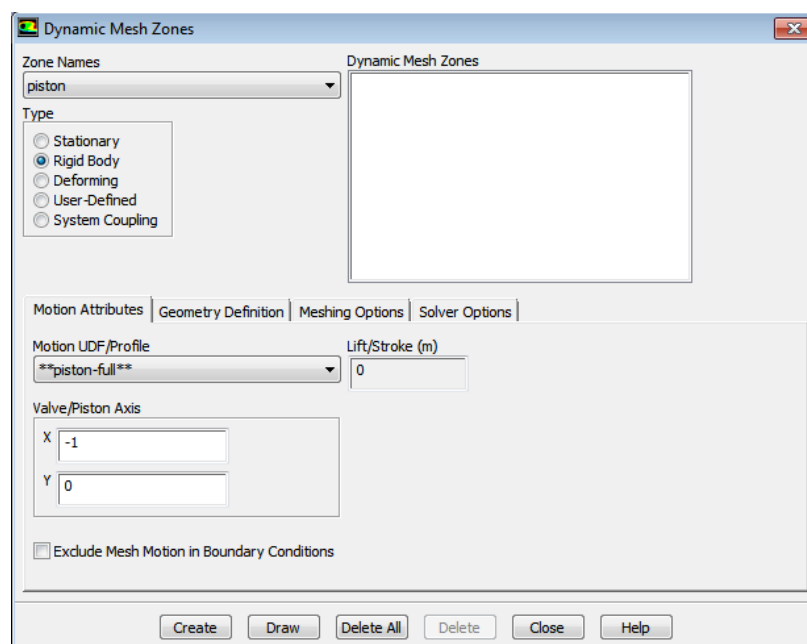 Dynamic Mesh Zones
Zone Names
piston
Dynamic Mesh Zones
Type
Stationary
Rigid Body
Deforming
User-Defined
System Coupling
Motion Attributes Geometry Definition Meshing Options Solver Options
Motion UDF/Profile
**piston-full**
Lift/Stroke (m)
0
Valve/Piston Axis
X -1
Y 0
Exclude Mesh Motion in Boundary Conditions
Create Draw Delete All Delete Close Help